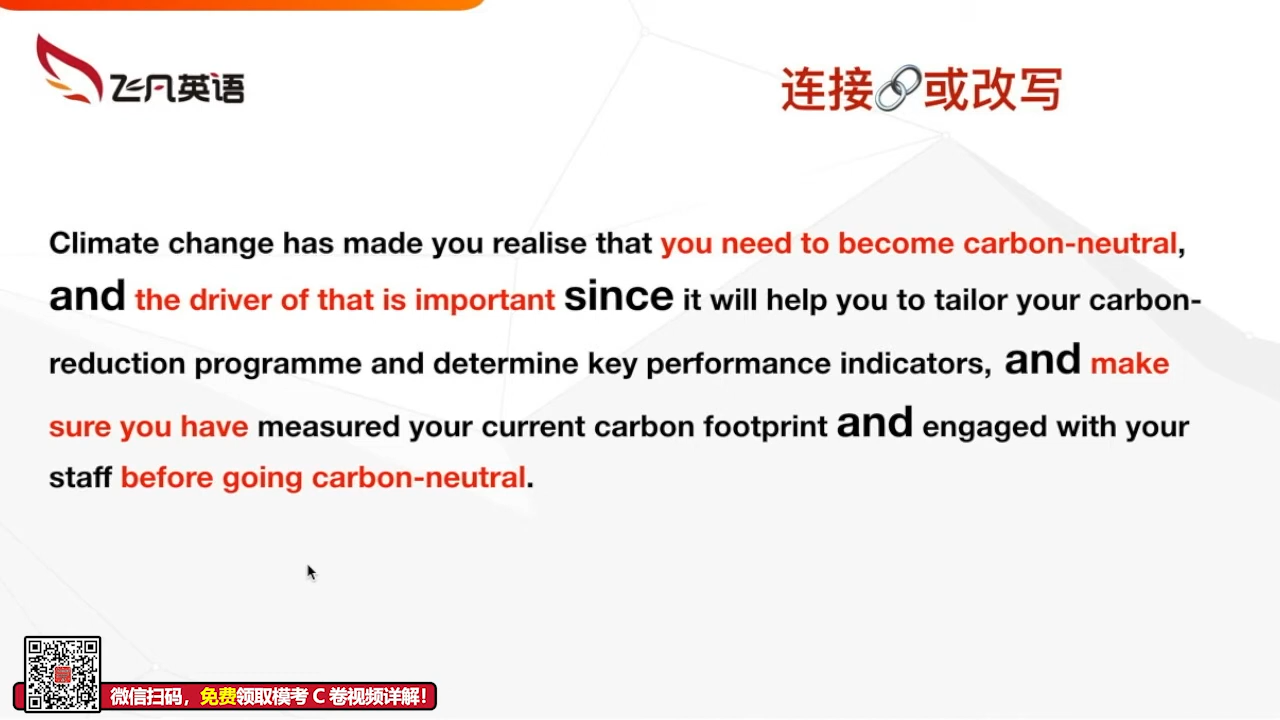 飞凡英语
连接🔗或改写
Climate change has made you realise that you need to become carbon-neutral,
and the driver of that is important since it will help you to tailor your carbon-
reduction programme and determine key performance indicators, and make
sure you have measured your current carbon footprint and engaged with your
staff before going carbon-neutral.
微信扫码，免费领取模考 C 卷视频详解！